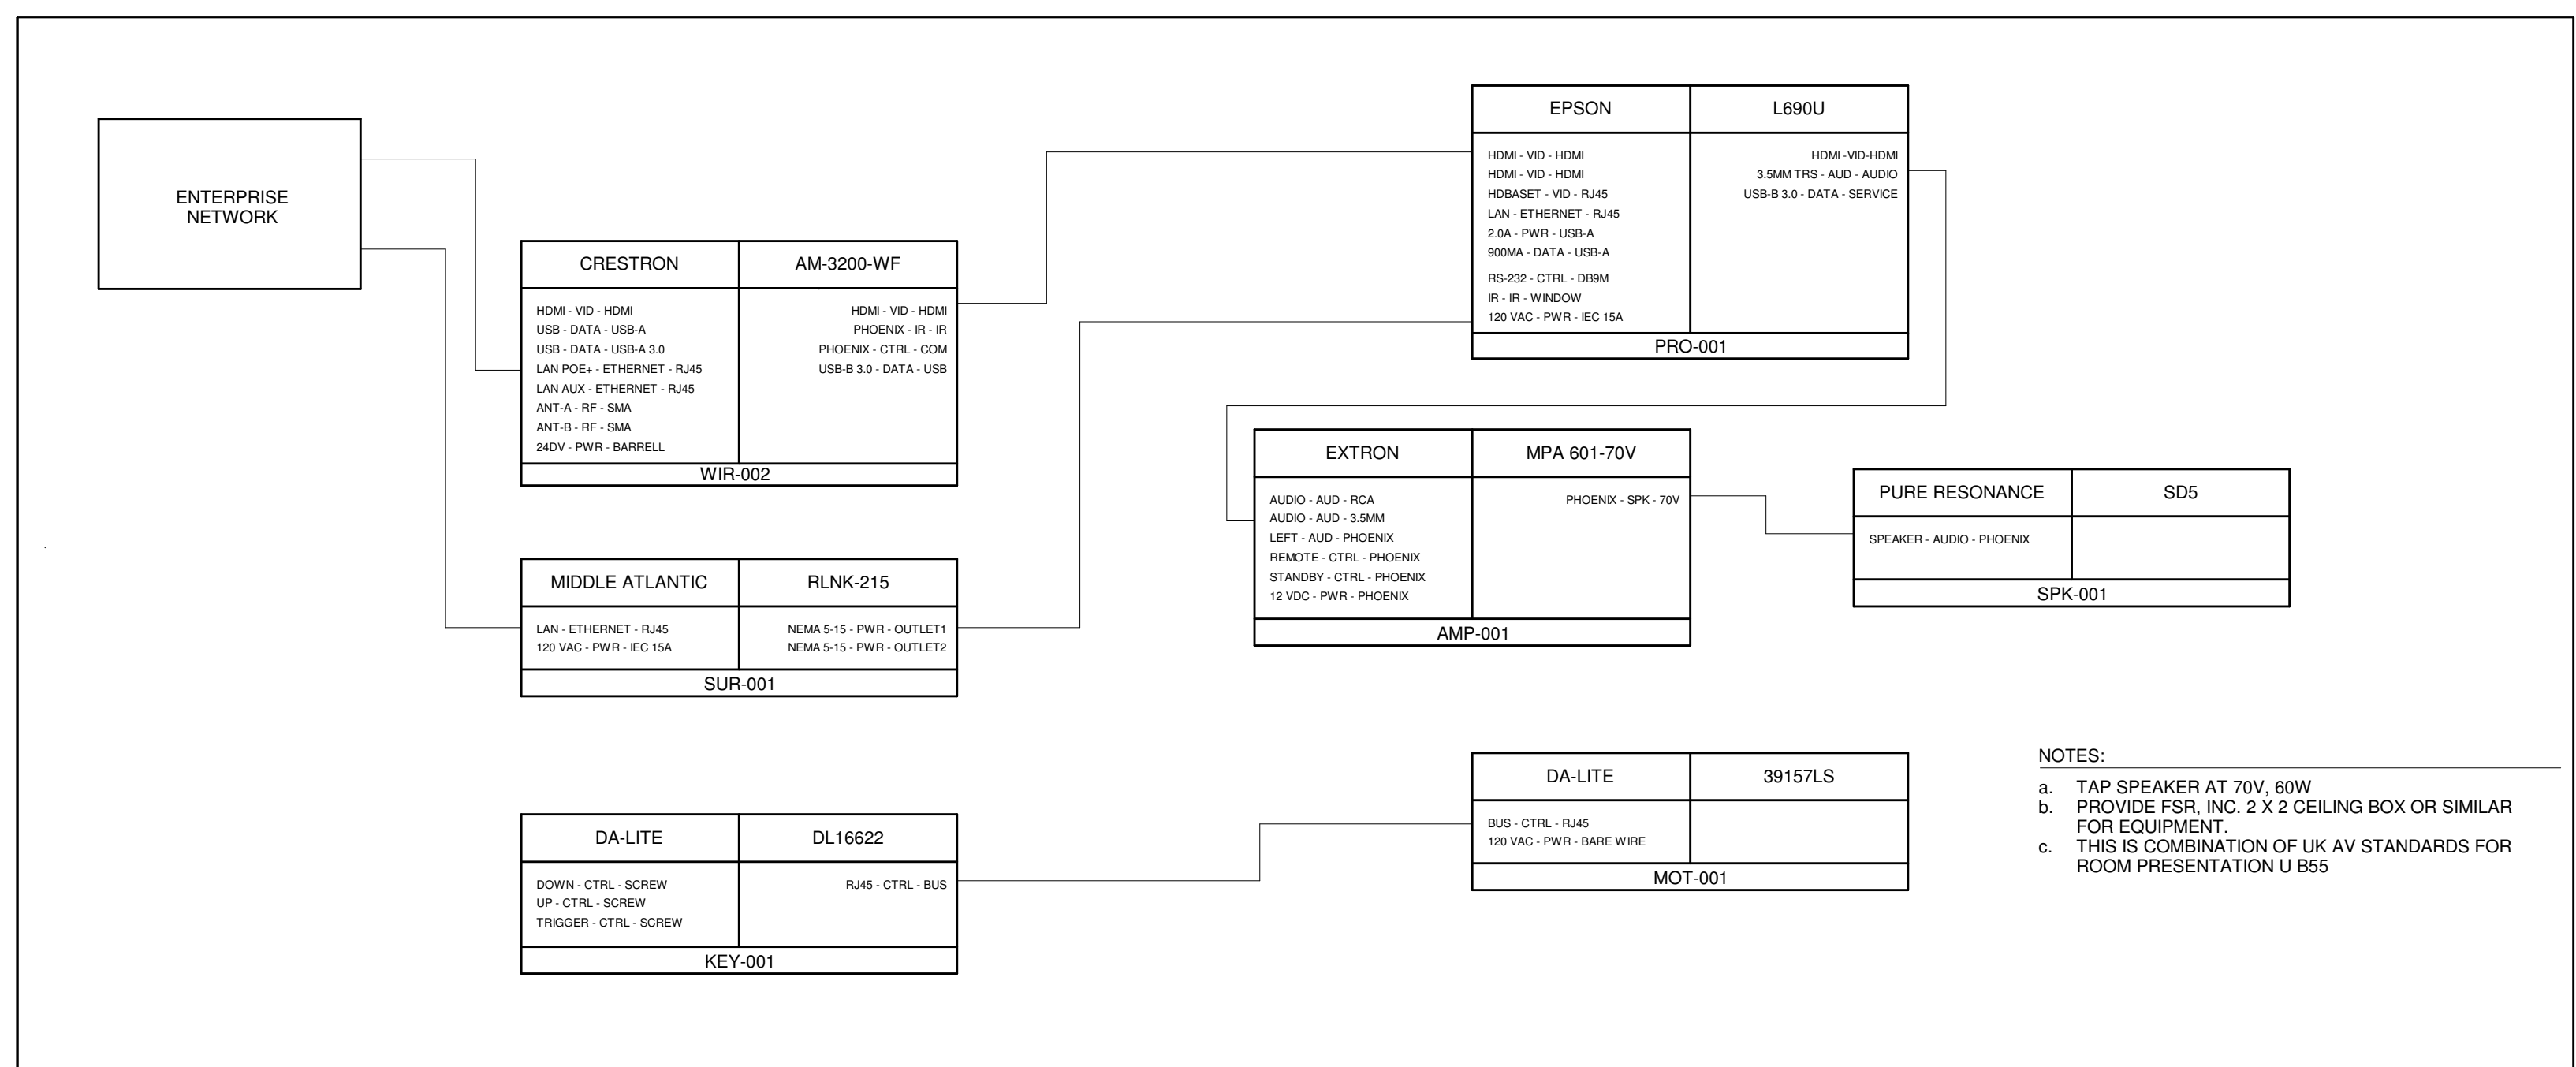 ENTERPRISE
NETWORK
CRESTRON
AM-3200-WF
HDMI - VID - HDMI
USB - DATA - USB-A
USB - DATA - USB-A 3.0
LAN POE+ - ETHERNET - RJ45
LAN AUX - ETHERNET - RJ45
ANT-A - RF - SMA
ANT-B - RF - SMA
24DV - PWR - BARRELL
HDMI - VID - HDMI
PHOENIX - IR - IR
PHOENIX - CTRL - COM
USB-B 3.0 - DATA - USB
WIR-002
MIDDLE ATLANTIC
RLNK-215
LAN - ETHERNET - RJ45
120 VAC - PWR - IEC 15A
NEMA 5-15 - PWR - OUTLET1
NEMA 5-15 - PWR - OUTLET2
SUR-001
DA-LITE
DL16622
DOWN - CTRL - SCREW
UP - CTRL - SCREW
TRIGGER - CTRL - SCREW
RJ45 - CTRL - BUS
KEY-001
EPSON
L690U
HDMI - VID - HDMI
HDMI - VID - HDMI
HDBASET - VID - RJ45
LAN - ETHERNET - RJ45
2.0A - PWR - USB-A
900MA - DATA - USB-A
RS-232 - CTRL - DB9M
IR - IR - WINDOW
120 VAC - PWR - IEC 15A
HDMI -VID-HDMI
3.5MM TRS - AUD - AUDIO
USB-B 3.0 - DATA - SERVICE
PRO-001
EXTRON
MPA 601-70V
AUDIO - AUD - RCA
AUDIO - AUD - 3.5MM
LEFT - AUD - PHOENIX
REMOTE - CTRL - PHOENIX
STANDBY - CTRL - PHOENIX
12 VDC - PWR - PHOENIX
PHOENIX - SPK - 70V
AMP-001
PURE RESONANCE
SD5
SPEAKER - AUDIO - PHOENIX
SPK-001
DA-LITE
39157LS
BUS - CTRL - RJ45
120 VAC - PWR - BARE WIRE
MOT-001
NOTES:
a. TAP SPEAKER AT 70V, 60W
b. PROVIDE FSR, INC. 2 X 2 CEILING BOX OR SIMILAR
FOR EQUIPMENT.
c. THIS IS COMBINATION OF UK AV STANDARDS FOR
ROOM PRESENTATION U B55